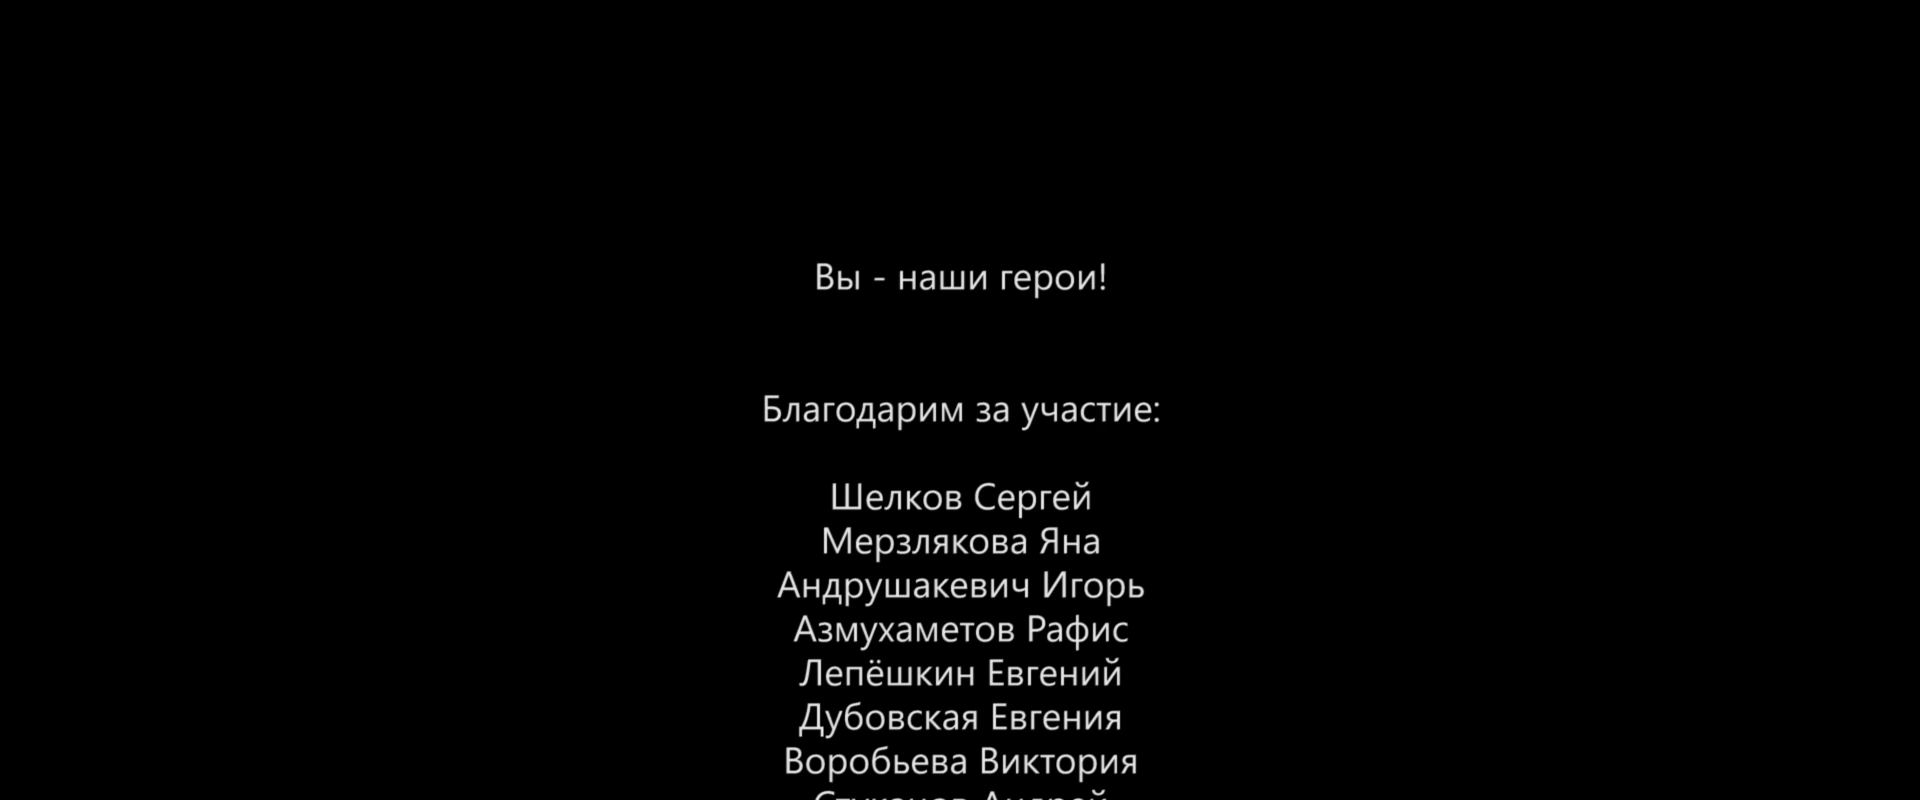 Вы - наши герои!
Благодарим за участие:
Шелков Сергей
Мерзлякова Яна
Андрушакевич Игорь
Азмухаметов Рафис
Лепёшкин Евгений
Дубовская Евгения
Воробьева Виктория
Андрей